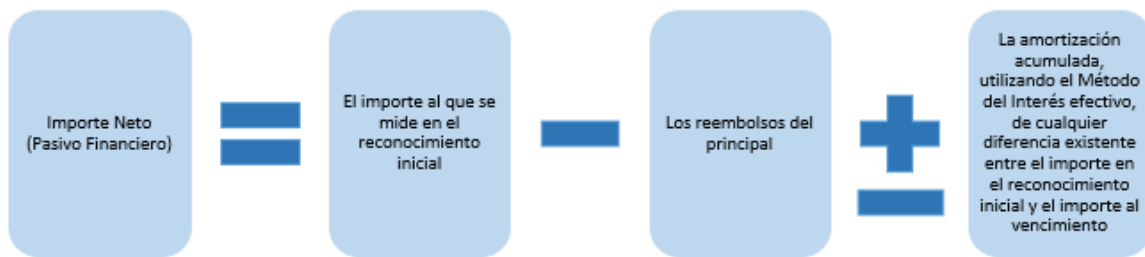 Importe Neto
(Pasivo Financiero)
El importe al que se
mide en el
reconocimiento
inicial
Los reembolsos del
principal
La amortización
acumulada,
utilizando el Método
del Interés efectivo,
de cualquier
diferencia existente
entre el importe en
el reconocimiento
inicial y el importe al
vencimiento